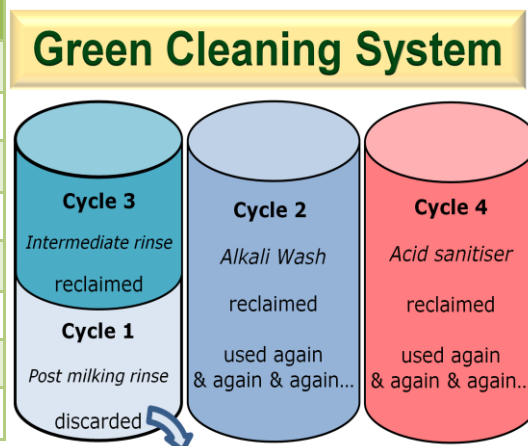 Green Cleaning System
Cycle 3
Intermediate rinse
reclaimed
Cycle 1
Post milking rinse
discarded
Cycle 2
Alkali Wash
reclaimed
used again
& again & again...
Cycle 4
Acid sanitiser
reclaimed
used again
& again & again...